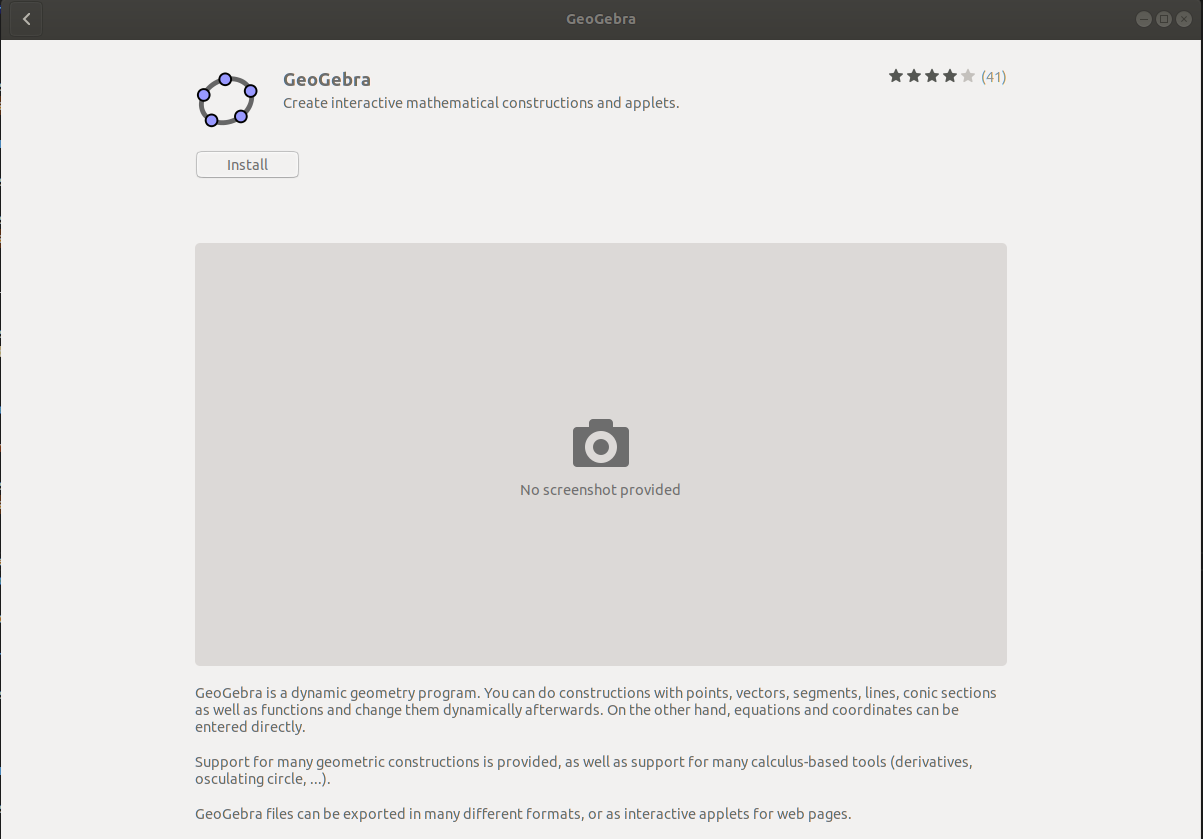 GeoGebra
GeoGebra
(41)
Create interactive mathematical constructions and applets.
Install
No screenshot provided
GeoGebra is a dynamic geometry program. You can do constructions with points, vectors, segments, lines, conic sections
as well as functions and change them dynamically afterwards. On the other hand, equations and coordinates can be
entered directly.
Support for many geometric constructions is provided, as well as support for many calculus-based tools (derivatives,
osculating circle, ...).
GeoGebra files can be exported in many different formats, or as interactive applets for web pages.